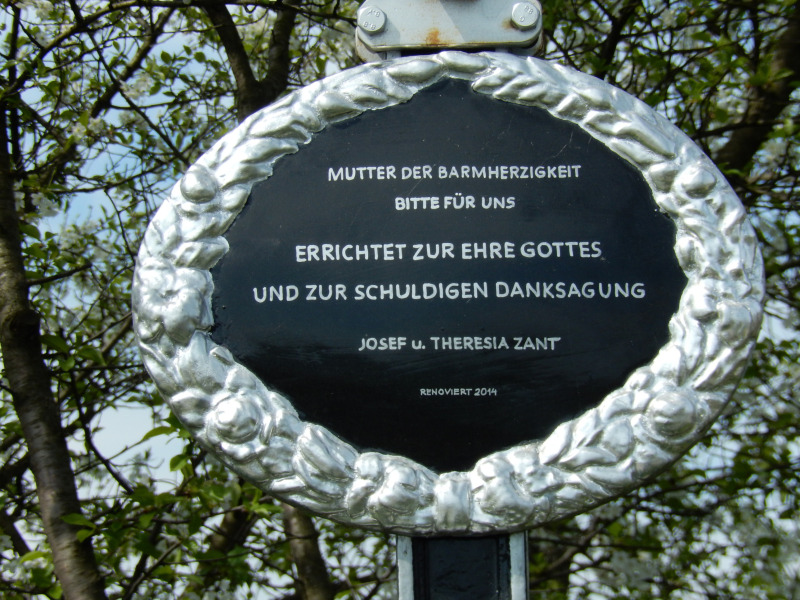 MUTTER DER BARMHERZIGKEIT
BITTE FÜR UNS
ERRICHTET ZUR EHRE GOTTES
UND ZUR SCHULDIGEN DANKSAGUNG
JOSEF u. THERESIA ZANT
RENOVIERT 2014